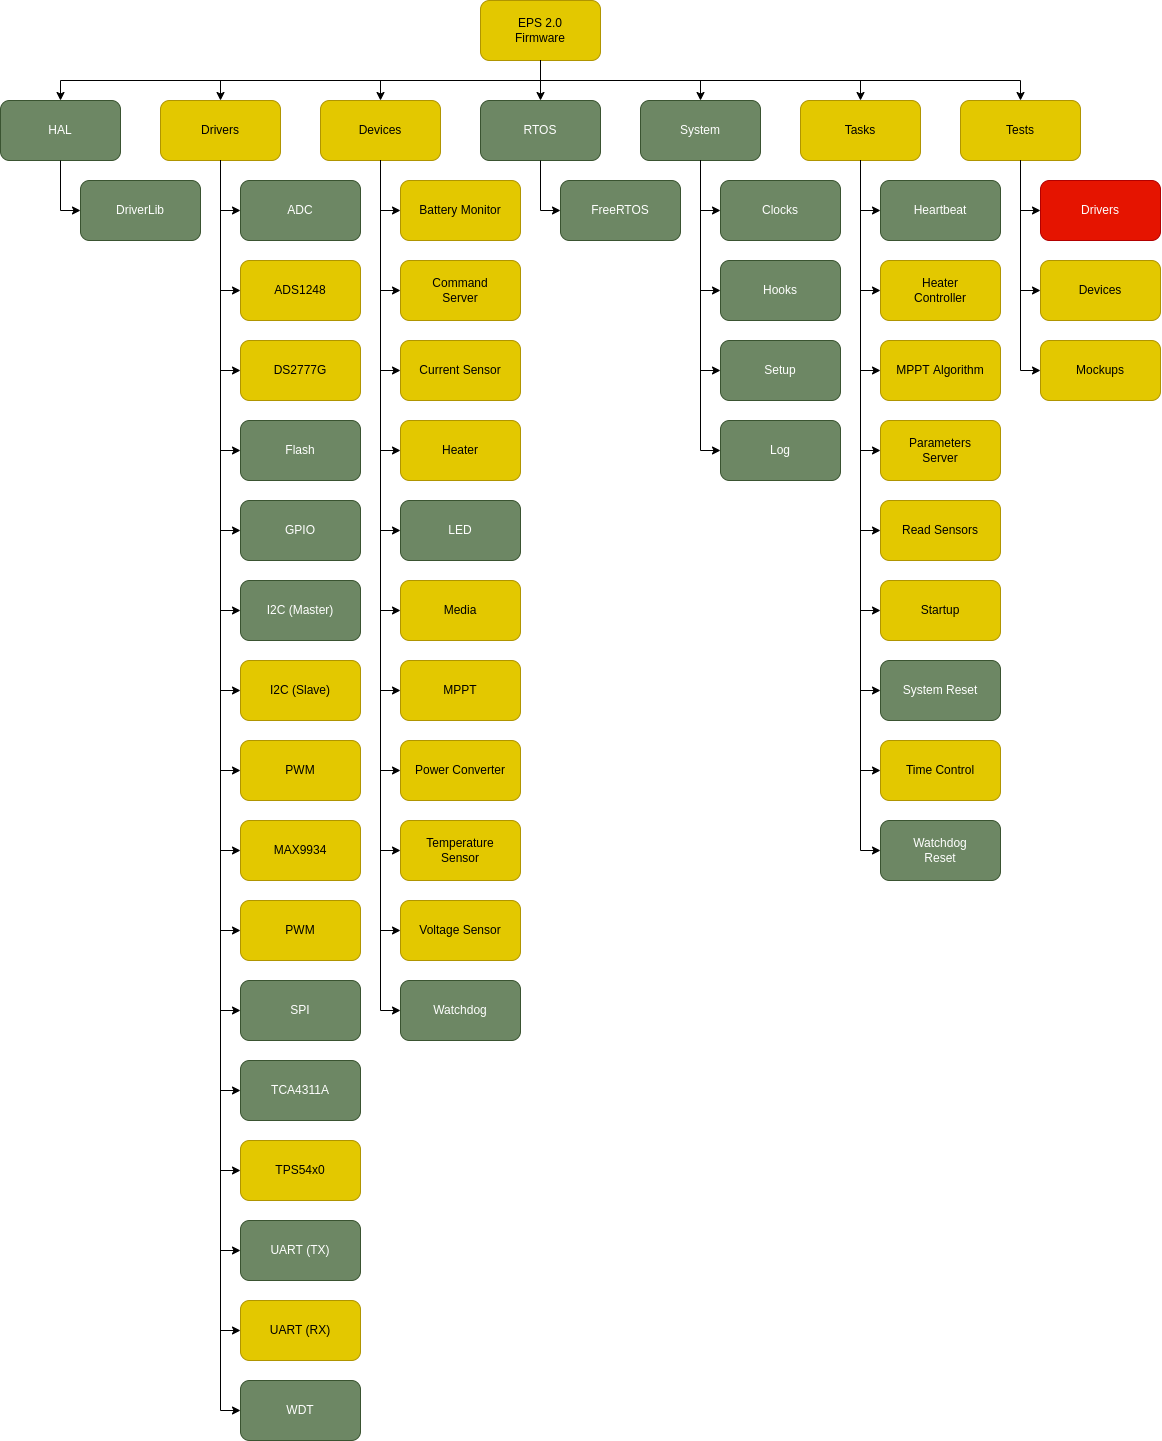 EPS 2.0
Firmware
HAL
Drivers
Devices
RTOS
System
Tasks
Tests
DriverLib
ADC
ADS1248
DS2777G
Flash
GPIO
I2C (Master)
I2C (Slave)
PWM
MAX9934
PWM
SPI
TCA4311A
TPS54x0
UART (TX)
UART (RX)
WDT
Battery Monitor
Command
Server
Current Sensor
Heater
LED
Media
MPPT
Power Converter
Temperature
Sensor
Voltage Sensor
Watchdog
FreeRTOS
Clocks
Hooks
Setup
Log
Heartbeat
Heater
Controller
MPPT Algorithm
Parameters
Server
Read Sensors
Startup
System Reset
Time Control
Watchdog
Reset
Drivers
Devices
Mockups